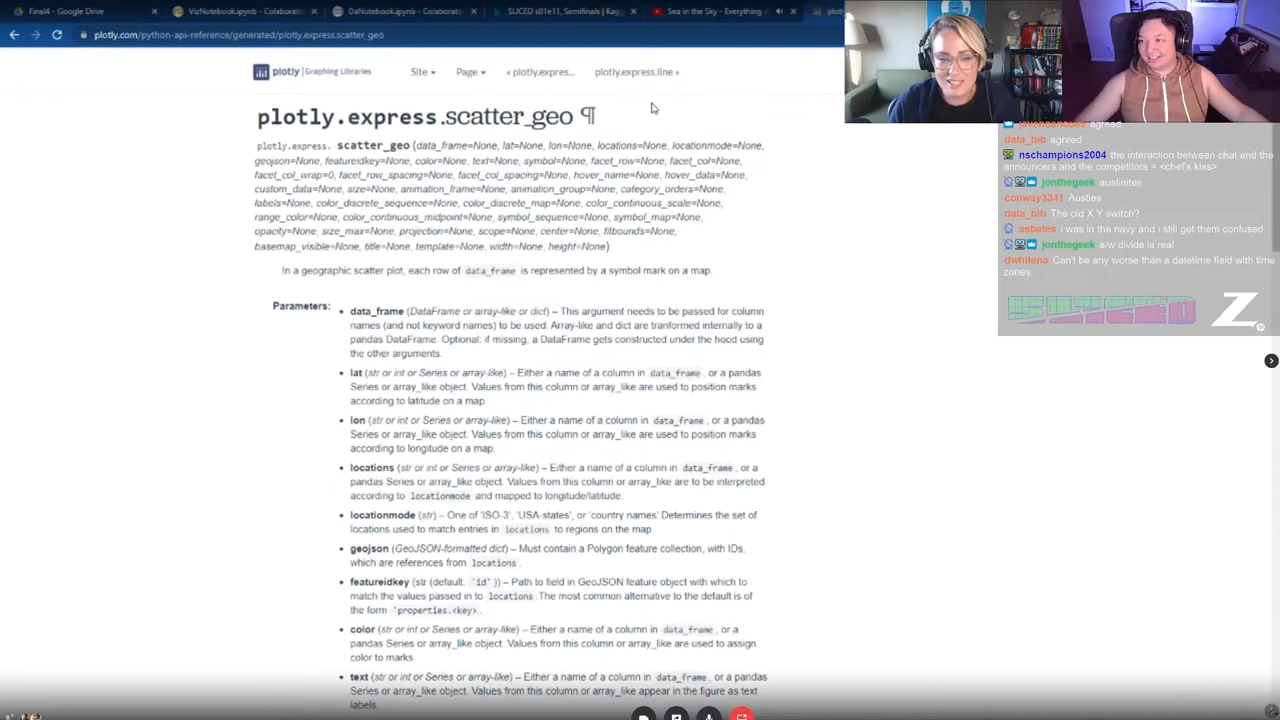 Final4 - Google Drive
VizNotebook.ipynb - Colaborat
DaNotebook.ipynb - Colaborat
SLICED s01e11, Semifinals | Kagg
Sea in the Sky - Everything A
plotl
plotly.com/python-api-reference/generated/plotly.express.scatter_geo
plotly | Graphing Libraries
Site
Page
« plotly.expres...
plotly.express.line »
plotly.express.scatter_geo ¶
plotly.express. scatter_geo (data_frame=None, lat=None, lon=None, locations=None, locationmode=None,
geojson=None, featureidkey=None, color=None, text=None, symbol=None, facet_row=None, facet_col=None,
facet_col_wrap=0, facet_row_spacing=None, facet_col_spacing=None, hover_name=None, hover_data=None,
custom_data=None, size=None, animation_frame=None, animation_group=None, category_orders=None,
labels=None, color_discrete_sequence=None, color_discrete_map=None, color_continuous_scale=None,
range_color=None, color_continuous_midpoint=None, symbol_sequence=None, symbol_map=None,
opacity=None, size_max=None, projection=None, scope=None, center=None, fitbounds=None,
basemap_visible=None, title=None, template=None, width=None, height=None)
In a geographic scatter plot, each row of data_frame is represented by a symbol mark on a map.
Parameters:
• data_frame (DataFrame or array-like or dict) – This argument needs to be passed for column
names (and not keyword names) to be used. Array-like and dict are tranformed internally to a
pandas DataFrame. Optional: if missing, a DataFrame gets constructed under the hood using
the other arguments.
• lat (str or int or Series or array-like) – Either a name of a column in data_frame, or a pandas
Series or array_like object. Values from this column or array_like are used to position marks
according to latitude on a map.
• lon (str or int or Series or array-like) – Either a name of a column in data_frame, or a pandas
Series or array_like object. Values from this column or array_like are used to position marks
according to longitude on a map.
• locations (str or int or Series or array-like) – Either a name of a column in data_frame, or a
pandas Series or array_like object. Values from this column or array_like are to be interpreted
according to locationmode and mapped to longitude/latitude.
• locationmode (str) – One of 'ISO-3', 'USA-states', or 'country names' Determines the set of
locations used to match entries in locations to regions on the map.
• geojson (GeoJSON-formatted dict) – Must contain a Polygon feature collection, with IDs,
which are references from locations.
• featureidkey (str (default: 'id')) – Path to field in GeoJSON feature object with which to
match the values passed in to locations.The most common alternative to the default is of
the form 'properties.<key>.
• color (str or int or Series or array-like) – Either a name of a column in data_frame, or a
pandas Series or array_like object. Values from this column or array_like are used to assign
color to marks.
• text (str or int or Series or array-like) – Either a name of a column in data_frame, or a pandas
Series or array_like object. Values from this column or array_like appear in the figure as text
labels.
agreed
data_bib agreed
nschampions2004 the interaction between chat and the
announcers and the competitors = <chef's kiss>
jonthegeek austinites
conway3341 Austies
data_bib The old X Y switch?
asbates i was in the navy and i still get them confused
jonthegeek e/w divide is real
dwhitena Can't be any worse than a datetime field with time
zones.
SLICED
Z